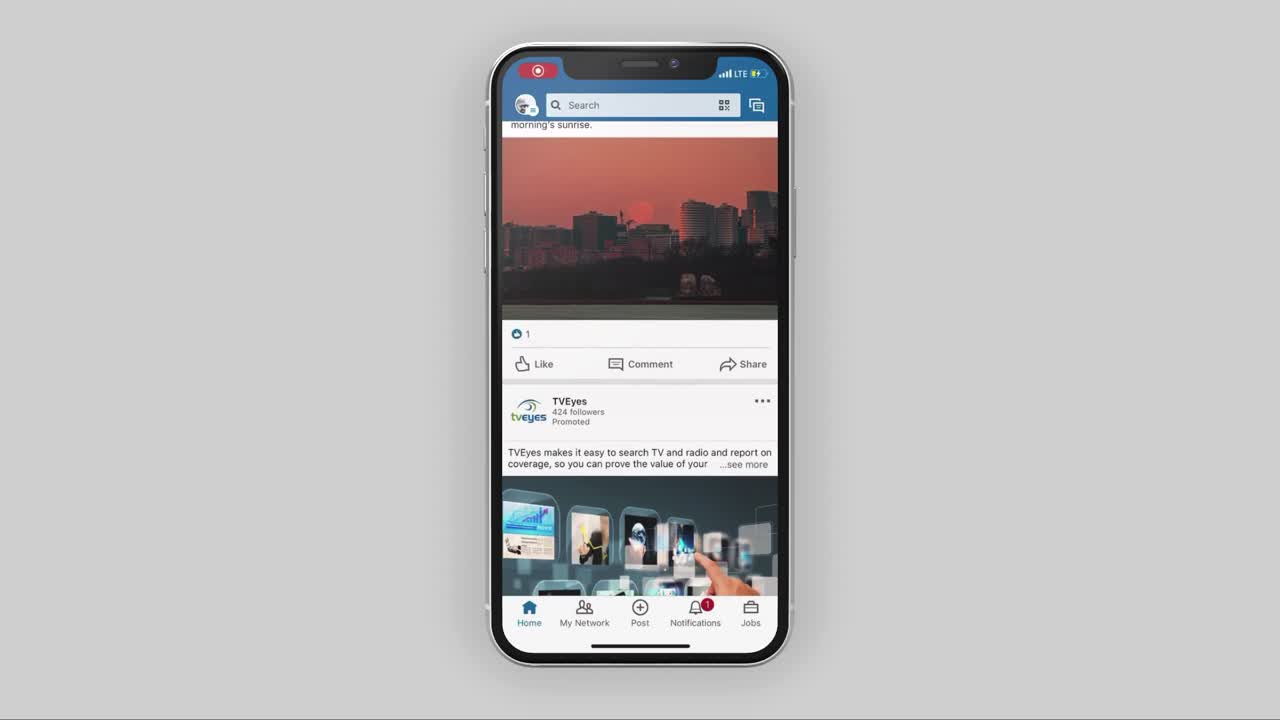 LTE
Search
morning's sunrise.
1
Like
Comment
Share
TVEyes
tveyes
424 followers
Promoted
TVEyes makes it easy to search TV and radio and report on
coverage, so you can prove the value of your ...see more
Home
My Network
Post
1
Notifications
Jobs